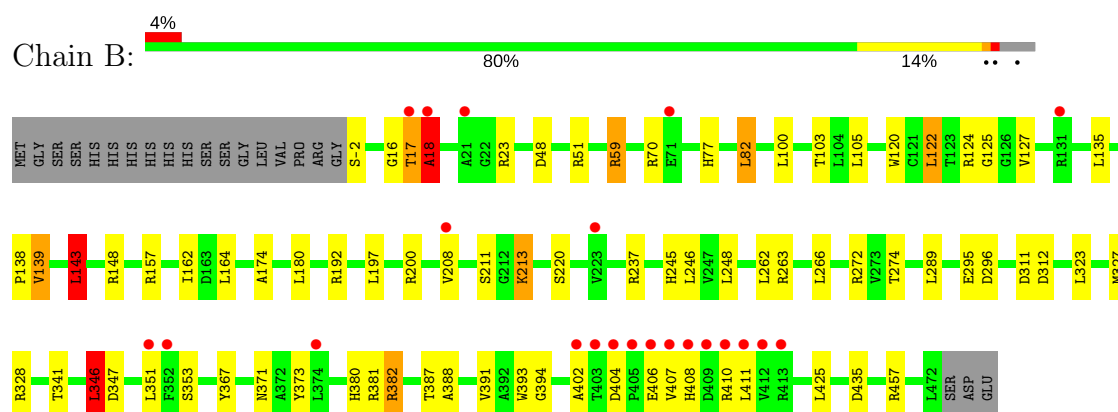 4%
Chain B:
80% 14%
MET GLY SER SER HIS HIS HIS HIS HIS HIS SER SER GLY LEU VAL PRO ARG GLY S-2 G16 T17 A18 A21 G22 R23 D48 R51 R59 R70 E71 H77 L82 L100 T103 L104 L105 W120 C121 L122 T123 R124 G125 G126 V127 R131 L135
P138 V139 L143 R148 R157 I162 D163 L164 A174 L180 R192 L197 R200 V208 S211 G212 K213 S220 V223 R237 H245 L246 V247 L248 L262 R263 L266 R272 V273 T274 L289 E295 D296 D311 D312 L323 M327
R328 T341 L346 D347 L351 F352 S353 Y367 N371 A372 Y373 L374 H380 R381 R382 T387 A388 V391 A392 W393 G394 A402 T403 D404 P405 E406 V407 H408 D409 R410 L411 V412 R413 L425 D435 R457 L472 SER ASP GLU